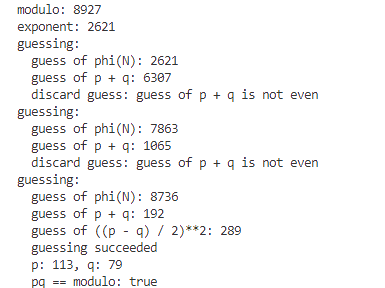 modulo: 8927
exponent: 2621
guessing:
  guess of phi(N): 2621
  guess of p + q: 6307
  discard guess: guess of p + q is not even
guessing:
  guess of phi(N): 7863
  guess of p + q: 1065
  discard guess: guess of p + q is not even
guessing:
  guess of phi(N): 8736
  guess of p + q: 192
  guess of ((p - q) / 2)**2: 289
  guessing succeeded
  p: 113, q: 79
  pq == modulo: true